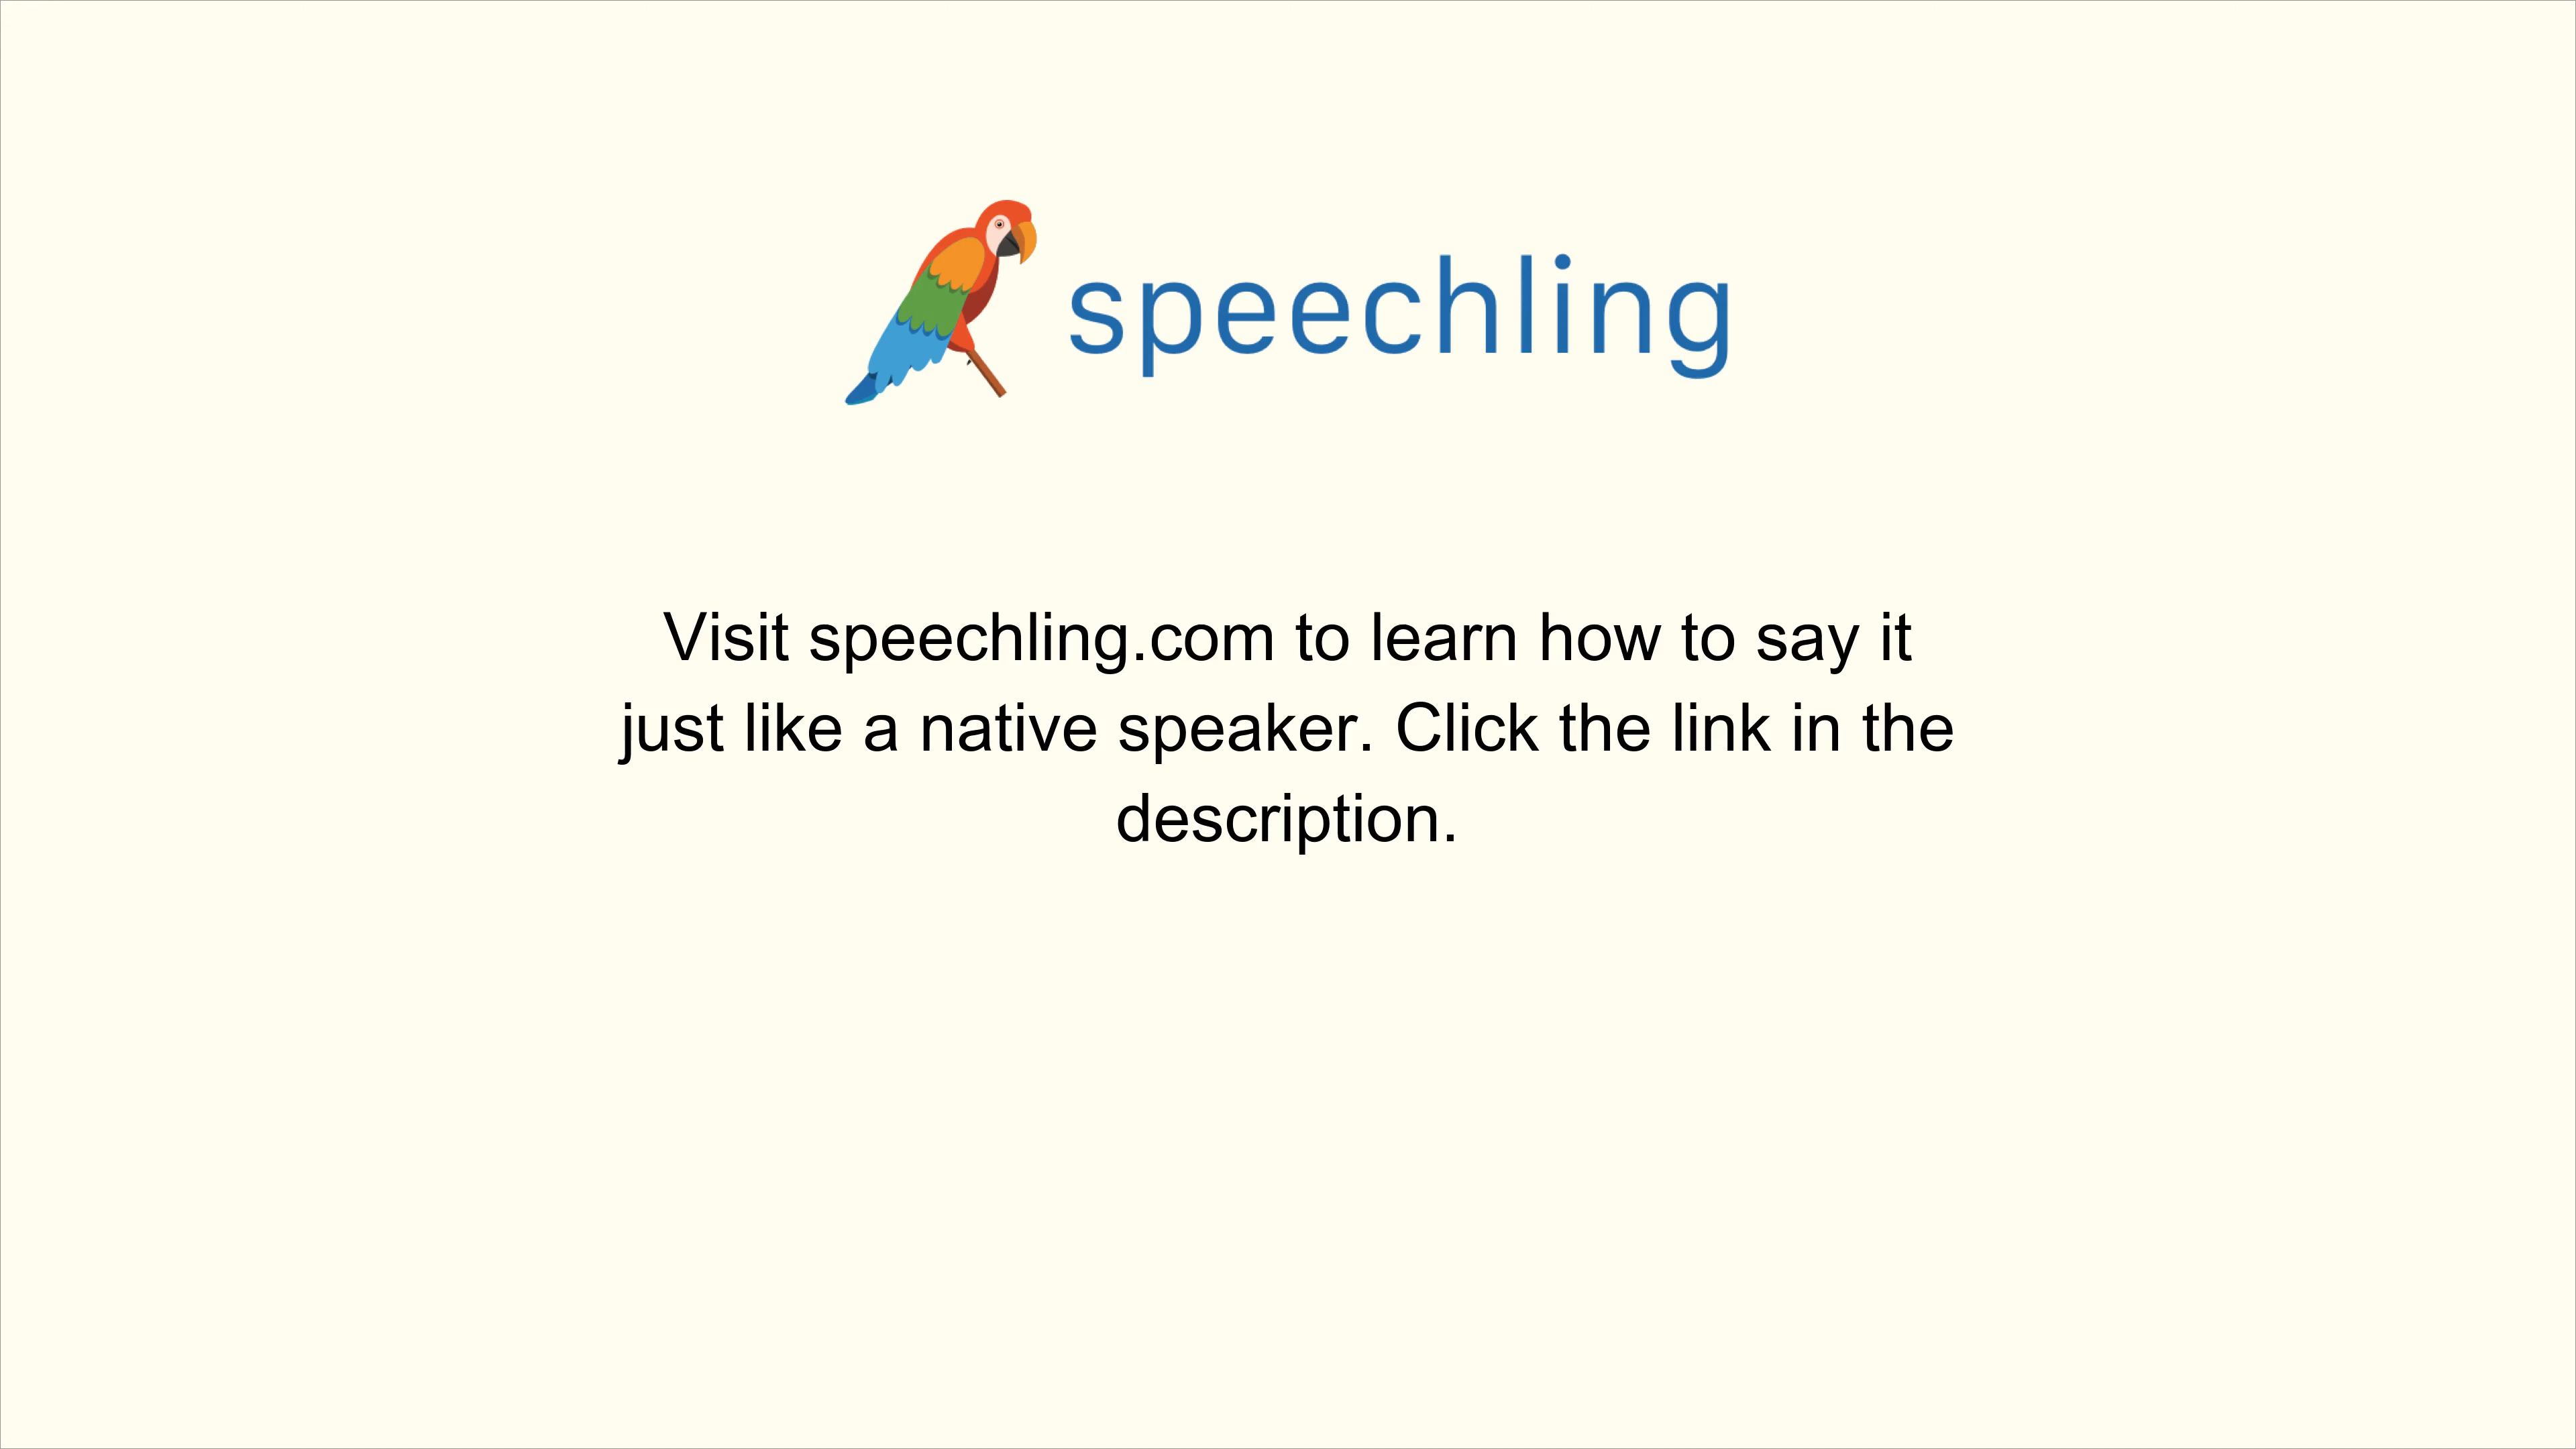 speechling
Visit speechling.com to learn how to say it
just like a native speaker. Click the link in the
description.